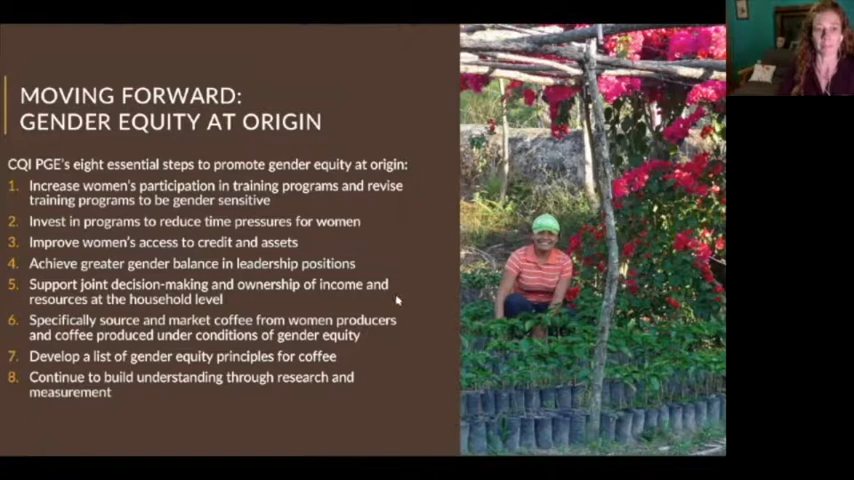 MOVING FORWARD:
GENDER EQUITY AT ORIGIN
CQI PGE's eight essential steps to promote gender equity at origin:
1. Increase women's participation in training programs and revise
training programs to be gender sensitive
2. Invest in programs to reduce time pressures for women
3. Improve women's access to credit and assets
4. Achieve greater gender balance in leadership positions
5. Support joint decision-making and ownership of income and
resources at the household level
6. Specifically source and market coffee from women producers
and coffee produced under conditions of gender equity
7. Develop a list of gender equity principles for coffee
8. Continue to build understanding through research and
measurement